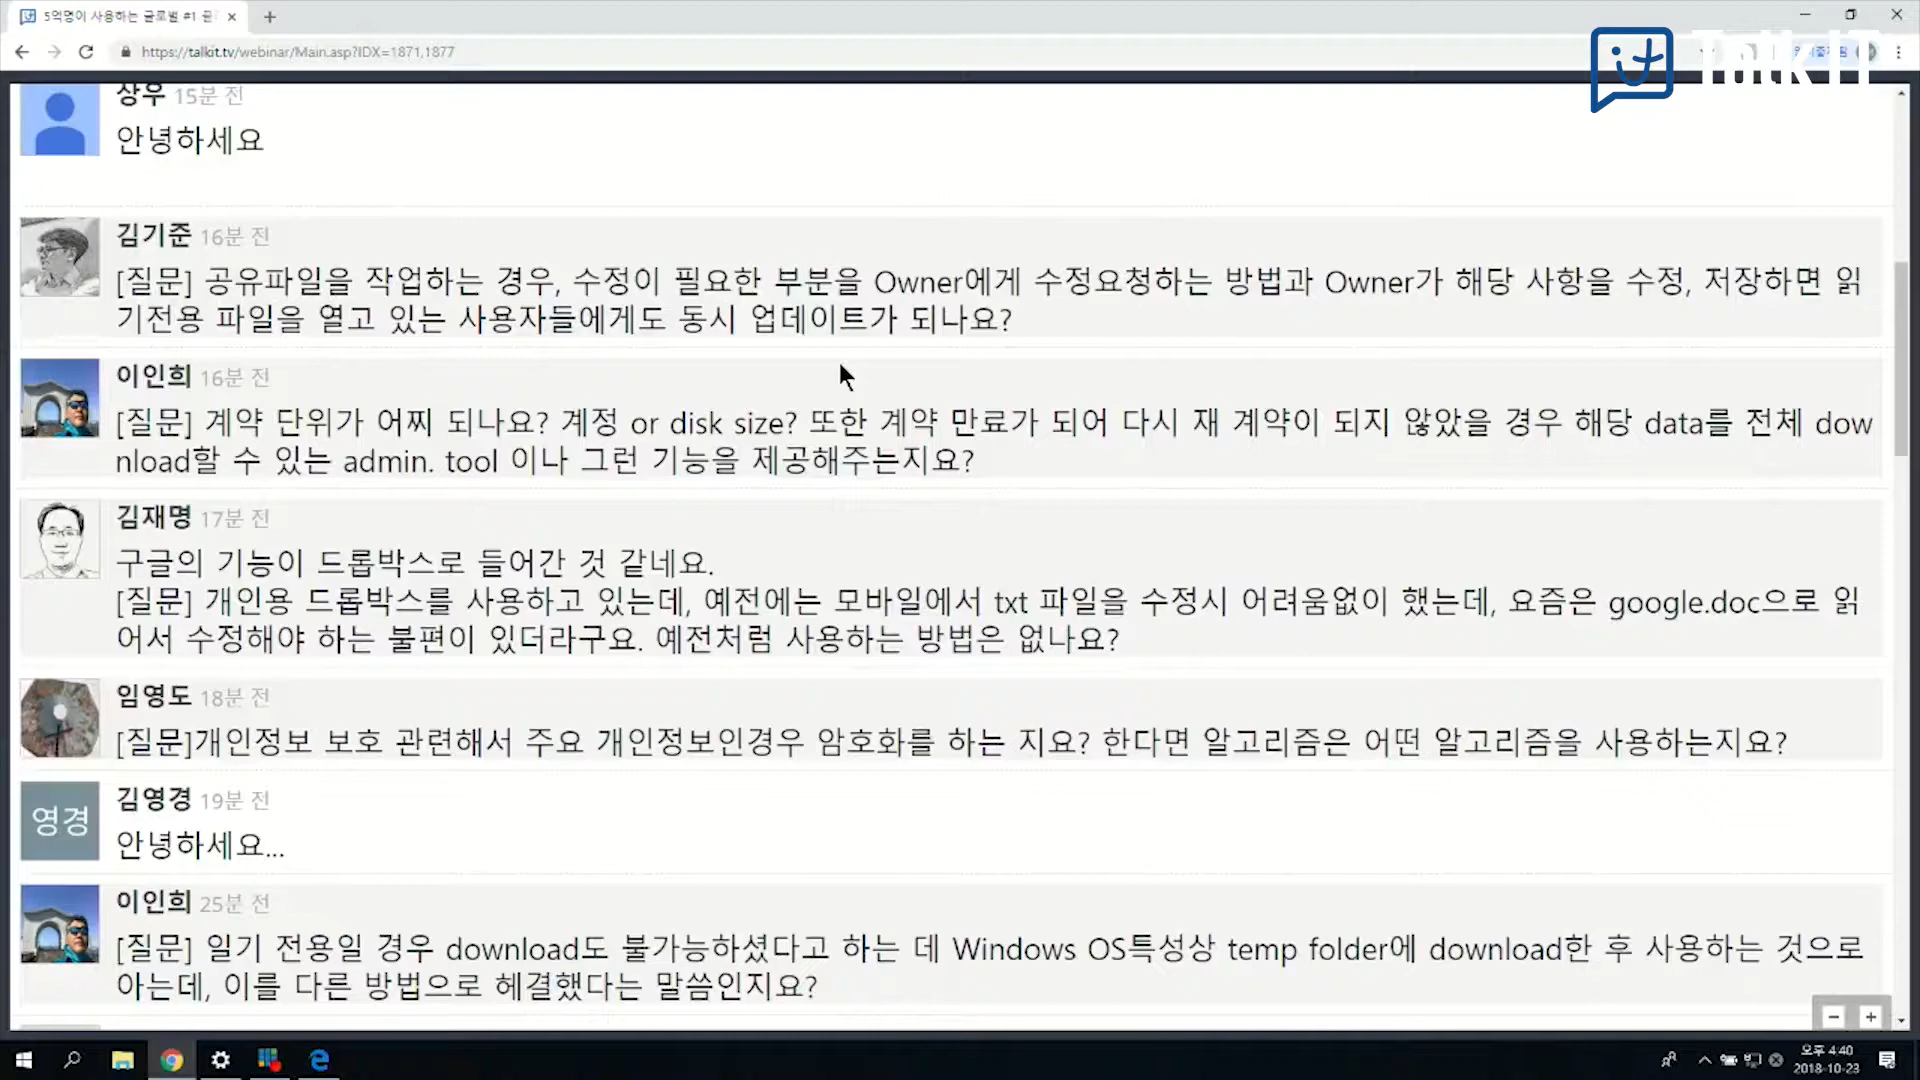 5억명이 사용하는 글로벌 #1
https://talkit.tv/webinar/Main.asp?IDX=1871,1877
TalkIT
상우 15분 전
안녕하세요
김기준 16분 전
[질문] 공유파일을 작업하는 경우, 수정이 필요한 부분을 Owner에게 수정요청하는 방법과 Owner가 해당 사항을 수정, 저장하면 읽
기전용 파일을 열고 있는 사용자들에게도 동시 업데이트가 되나요?
이인희 16분 전
[질문] 계약 단위가 어찌 되나요? 계정 or disk size? 또한 계약 만료가 되어 다시 재 계약이 되지 않았을 경우 해당 data를 전체 dow
nload할 수 있는 admin. tool 이나 그런 기능을 제공해주는지요?
김재명 17분 전
구글의 기능이 드롭박스로 들어간 것 같네요.
[질문] 개인용 드롭박스를 사용하고 있는데, 예전에는 모바일에서 txt 파일을 수정시 어려움없이 했는데, 요즘은 google.doc으로 읽
어서 수정해야 하는 불편이 있더라구요. 예전처럼 사용하는 방법은 없나요?
임영도 18분 전
[질문]개인정보 보호 관련해서 주요 개인정보인경우 암호화를 하는 지요? 한다면 알고리즘은 어떤 알고리즘을 사용하는지요?
영경
김영경 19분 전
안녕하세요...
이인희 25분 전
[질문] 일기 전용일 경우 download도 불가능하셨다고 하는 데 Windows OS특성상 temp folder에 download한 후 사용하는 것으로
아는데, 이를 다른 방법으로 헤결했다는 말씀인지요?
오후 4:40
2018-10-23